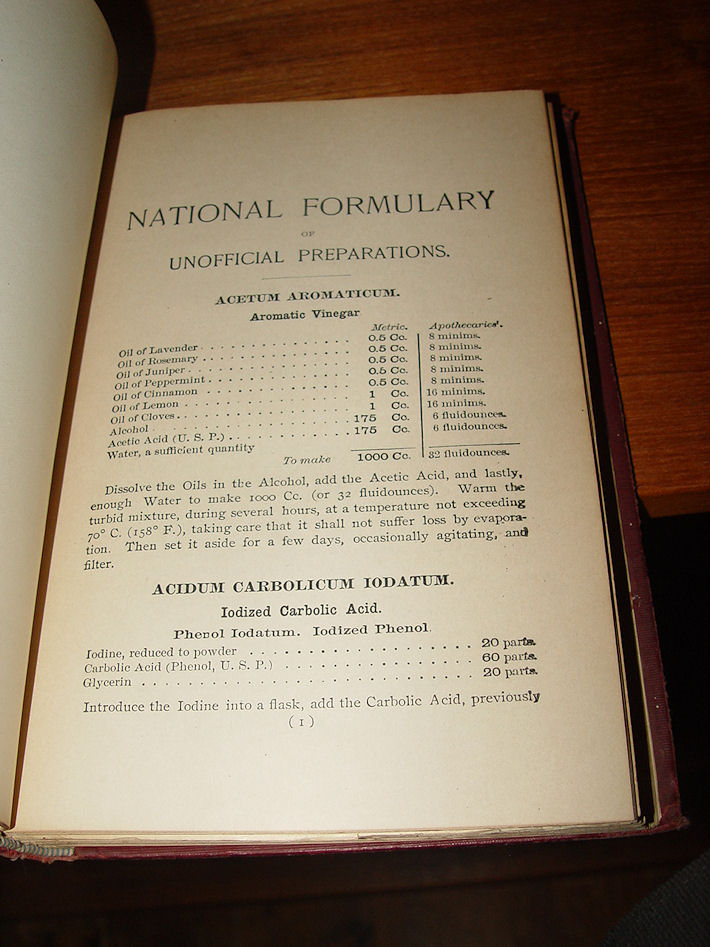 NATIONAL FORMULARY
OF
UNOFFICIAL PREPARATIONS.
ACETUM AROMATICUM.
Aromatic Vinegar
Metric. Apothecaries'.
Oil of Lavender . . . . . . . . . . . . 0.5 Cc. 8 minims.
Oil of Rosemary . . . . . . . . . . . . 0.5 Cc. 8 minims.
Oil of Juniper . . . . . . . . . . . . 0.5 Cc. 8 minims.
Oil of Peppermint . . . . . . . . . . . . 0.5 Cc. 8 minims.
Oil of Cinnamon . . . . . . . . . . . . 0.5 Cc. 8 minims.
Oil of Lemon . . . . . . . . . . . . 1 Cc. 16 minims.
Oil of Cloves . . . . . . . . . . . . 1 Cc. 16 minims.
Alcohol . . . . . . . . . . . . 175 Cc. 6 fluidounces.
Acetic Acid (U. S. P.) . . . . . . . . . . 175 Cc. 6 fluidounces.
Water, a sufficient quantity
To make 1000 Cc. 32 fluidounces.
Dissolve the Oils in the Alcohol, add the Acetic Acid, and lastly,
enough Water to make 1000 Cc. (or 32 fluidounces). Warm the
turbid mixture, during several hours, at a temperature not exceeding
70° C. (158° F.), taking care that it shall not suffer loss by evapora-
tion. Then set it aside for a few days, occasionally agitating, and
filter.
ACIDUM CARBOLICUM IODATUM.
Iodized Carbolic Acid.
Phenol Iodatum. Iodized Phenol.
Iodine, reduced to powder . . . . . . . . . . . . 20 parts.
Carbolic Acid (Phenol, U. S. P.) . . . . . . . . . . 60 parts.
Glycerin . . . . . . . . . . . . . . . . . 20 parts.
Introduce the Iodine into a flask, add the Carbolic Acid, previously
(1)